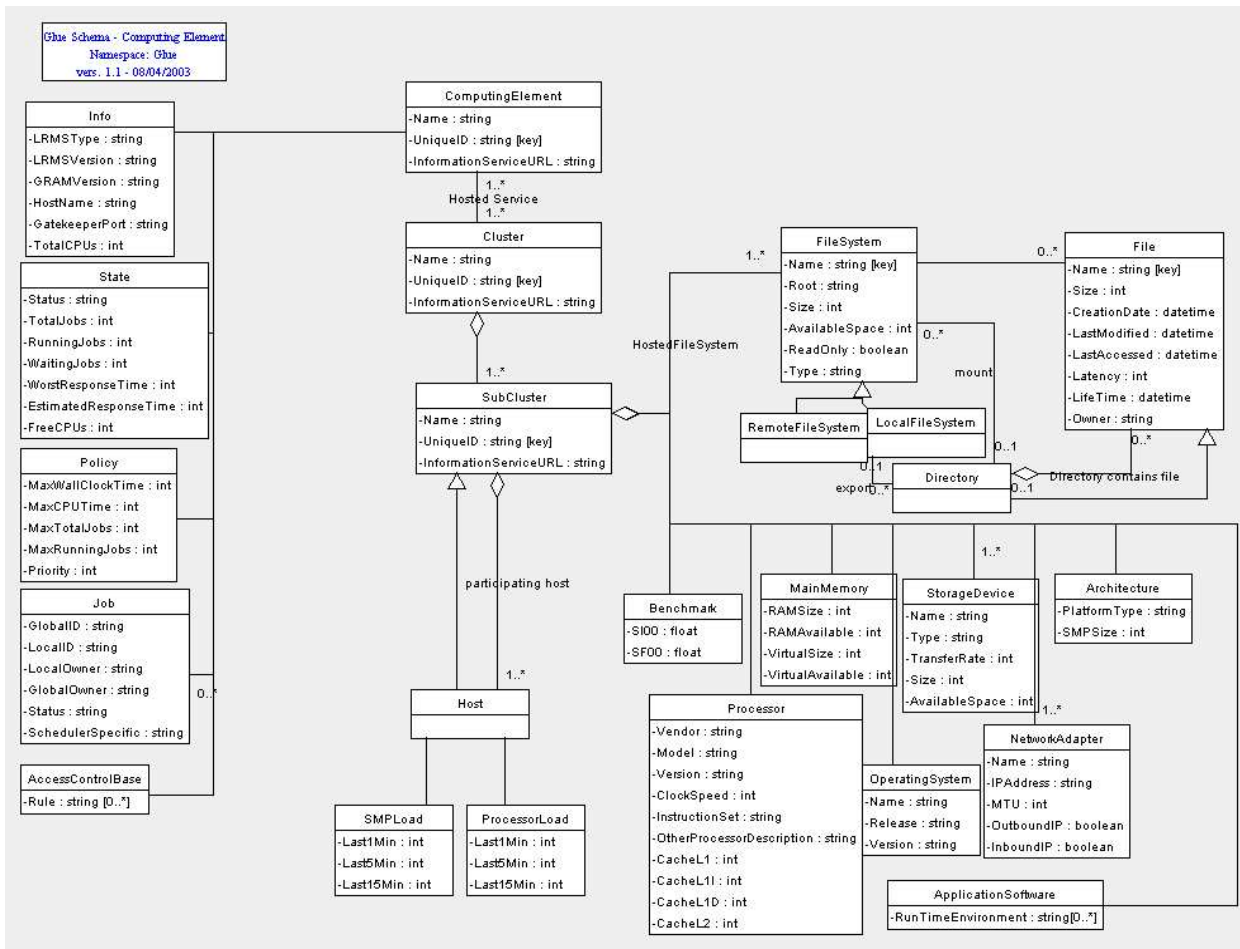 Glue Schema - Computing Element
Namespace: Glue
vers. 1.1 - 08/04/2003
Info
-LRMSType : string
-LRMSVersion : string
-GRAMVersion : string
-HostName : string
-GatekeeperPort : string
-TotalCPUs : int
State
-Status : string
-TotalJobs : int
-RunningJobs : int
-WaitingJobs : int
-WorstResponseTime : int
-EstimatedResponseTime : int
-FreeCPUs : int
Policy
-MaxWallClockTime : int
-MaxCPUTime : int
-MaxTotalJobs : int
-MaxRunningJobs : int
-Priority : int
Job
-GlobalID : string
-LocalID : string
-LocalOwner : string
-GlobalOwner : string
-Status : string
-SchedulerSpecific : string
0..*
AccessControlBase
-Rule : string [0..*]
ComputingElement
-Name : string
-UniqueID : string [key]
-InformationServiceURL : string
1..*
Hosted Service
1..*
Cluster
-Name : string
-UniqueID : string [key]
-InformationServiceURL : string
1..*
SubCluster
-Name : string
-UniqueID : string [key]
-InformationServiceURL : string
participating host
1..*
Host
SMPLoad
-Last1Min : int
-Last5Min : int
-Last15Min : int
ProcessorLoad
-Last1Min : int
-Last5Min : int
-Last15Min : int
1..*
HostedFileSystem
FileSystem
-Name : string [key]
-Root : string
-Size : int
-AvailableSpace : int
-ReadOnly : boolean
-Type : string
0..*
0..*
mount
File
-Name : string [key]
-Size : int
-CreationDate : datetime
-LastModified : datetime
-LastAccessed : datetime
-Latency : int
-LifeTime : datetime
-Owner : string
0..*
RemoteFileSystem
LocalFileSystem
0..1
0..1
export
0..*
Directory
0..1
Directory contains file
Benchmark
-SI00 : float
-SF00 : float
MainMemory
-RAMSize : int
-RAMAvailable : int
-VirtualSize : int
-VirtualAvailable : int
1..*
StorageDevice
-Name : string
-Type : string
-TransferRate : int
-Size : int
-AvailableSpace : int
Architecture
-PlatformType : string
-SMPSize : int
Processor
-Vendor : string
-Model : string
-Version : string
-ClockSpeed : int
-InstructionSet : string
-OtherProcessorDescription : string
-CacheL1 : int
-CacheL1I : int
-CacheL1D : int
-CacheL2 : int
OperatingSystem
-Name : string
-Release : string
-Version : string
1..*
NetworkAdapter
-Name : string
-IPAddress : string
-MTU : int
-OutboundIP : boolean
-InboundIP : boolean
ApplicationSoftware
-RunTimeEnvironment : string[0..*]